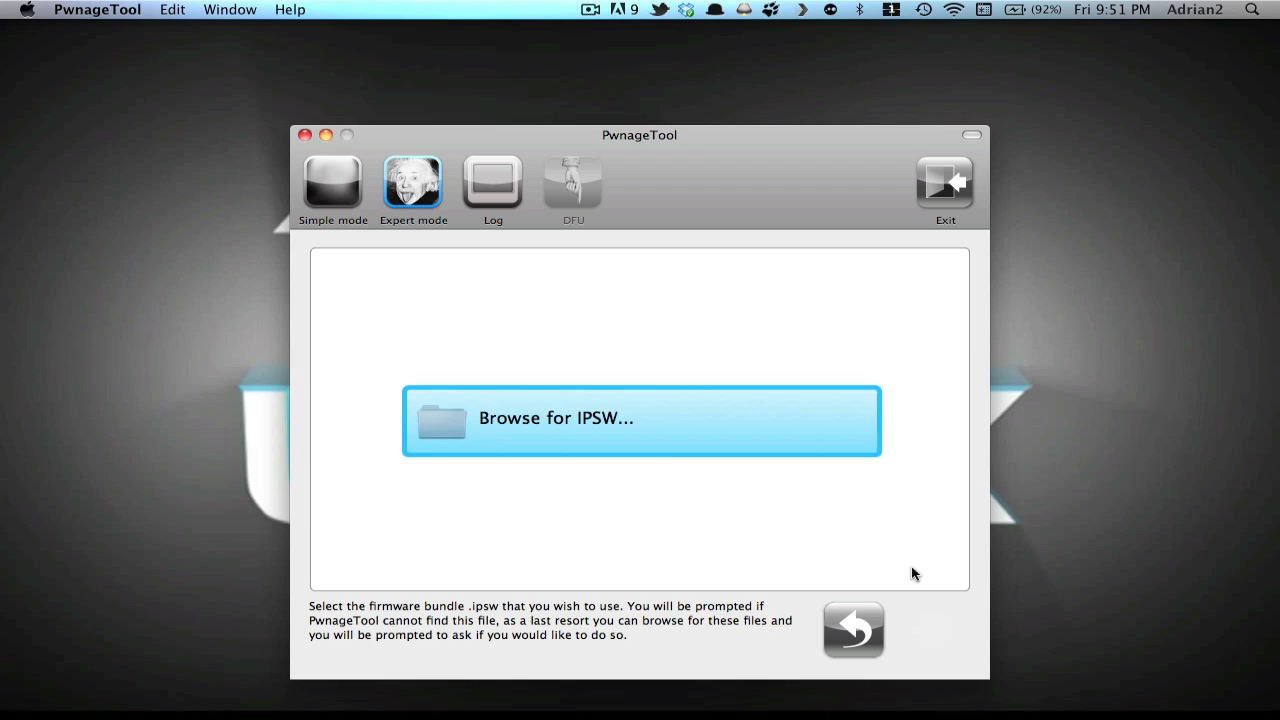 PwnageTool Edit Window Help 9 (92%) Fri 9:51 PM Adrian2
PwnageTool
Simple mode Expert mode Log DFU Exit
Browse for IPSW...
Select the firmware bundle .ipsw that you wish to use. You will be prompted if
PwnageTool cannot find this file, as a last resort you can browse for these files and
you will be prompted to ask if you would like to do so.